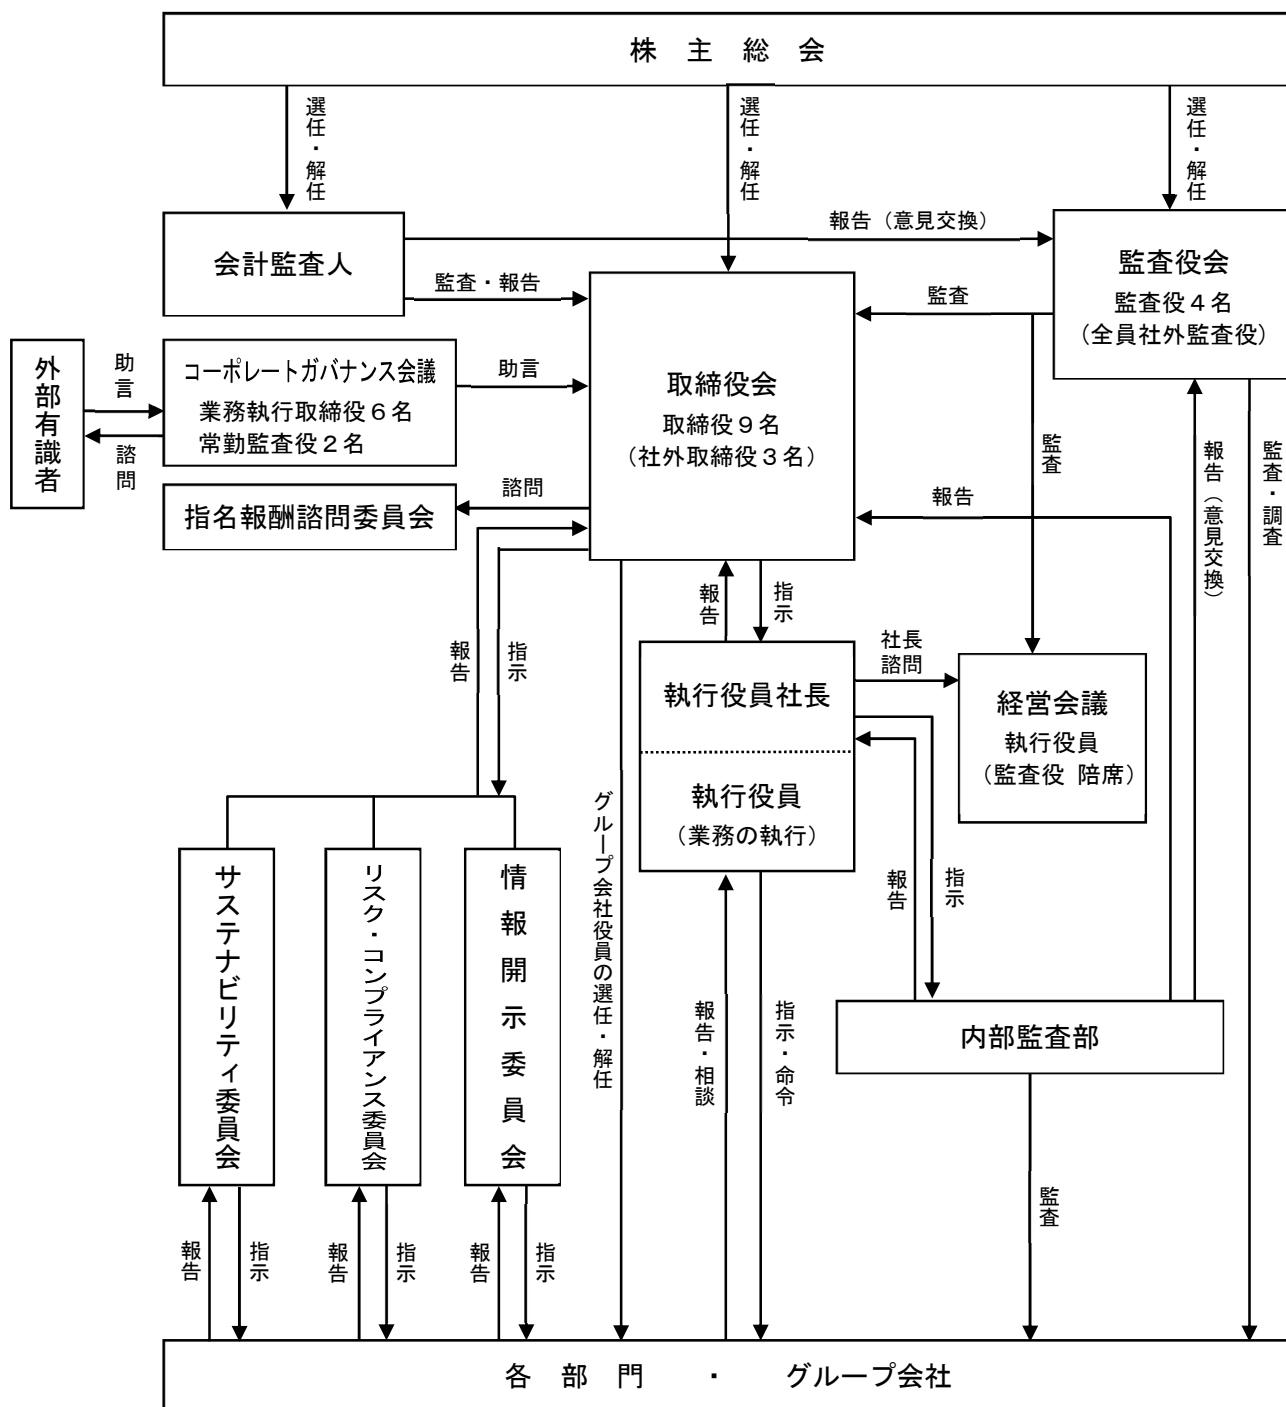 株主総会
選任・解任
選任・解任
選任・解任
会計監査人
報告（意見交換）
監査・報告
監査役会
監査役４名
（全員社外監査役）
監査
取締役会
取締役９名
（社外取締役３名）
外部有識者
助言
諮問
コーポレートガバナンス会議
業務執行取締役６名
常勤監査役２名
助言
指名報酬諮問委員会
諮問
監査
報告
報告（意見交換）
監査・調査
報告
指示
報告
指示
執行役員社長
執行役員
（業務の執行）
社長
諮問
経営会議
執行役員
（監査役 陪席）
報告
指示
グループ会社役員の選任・解任
サステナビリティ委員会
リスク・コンプライアンス委員会
情報開示委員会
報告・相談
指示・命令
内部監査部
監査
報告
指示
報告
指示
報告
指示
各部門・グループ会社